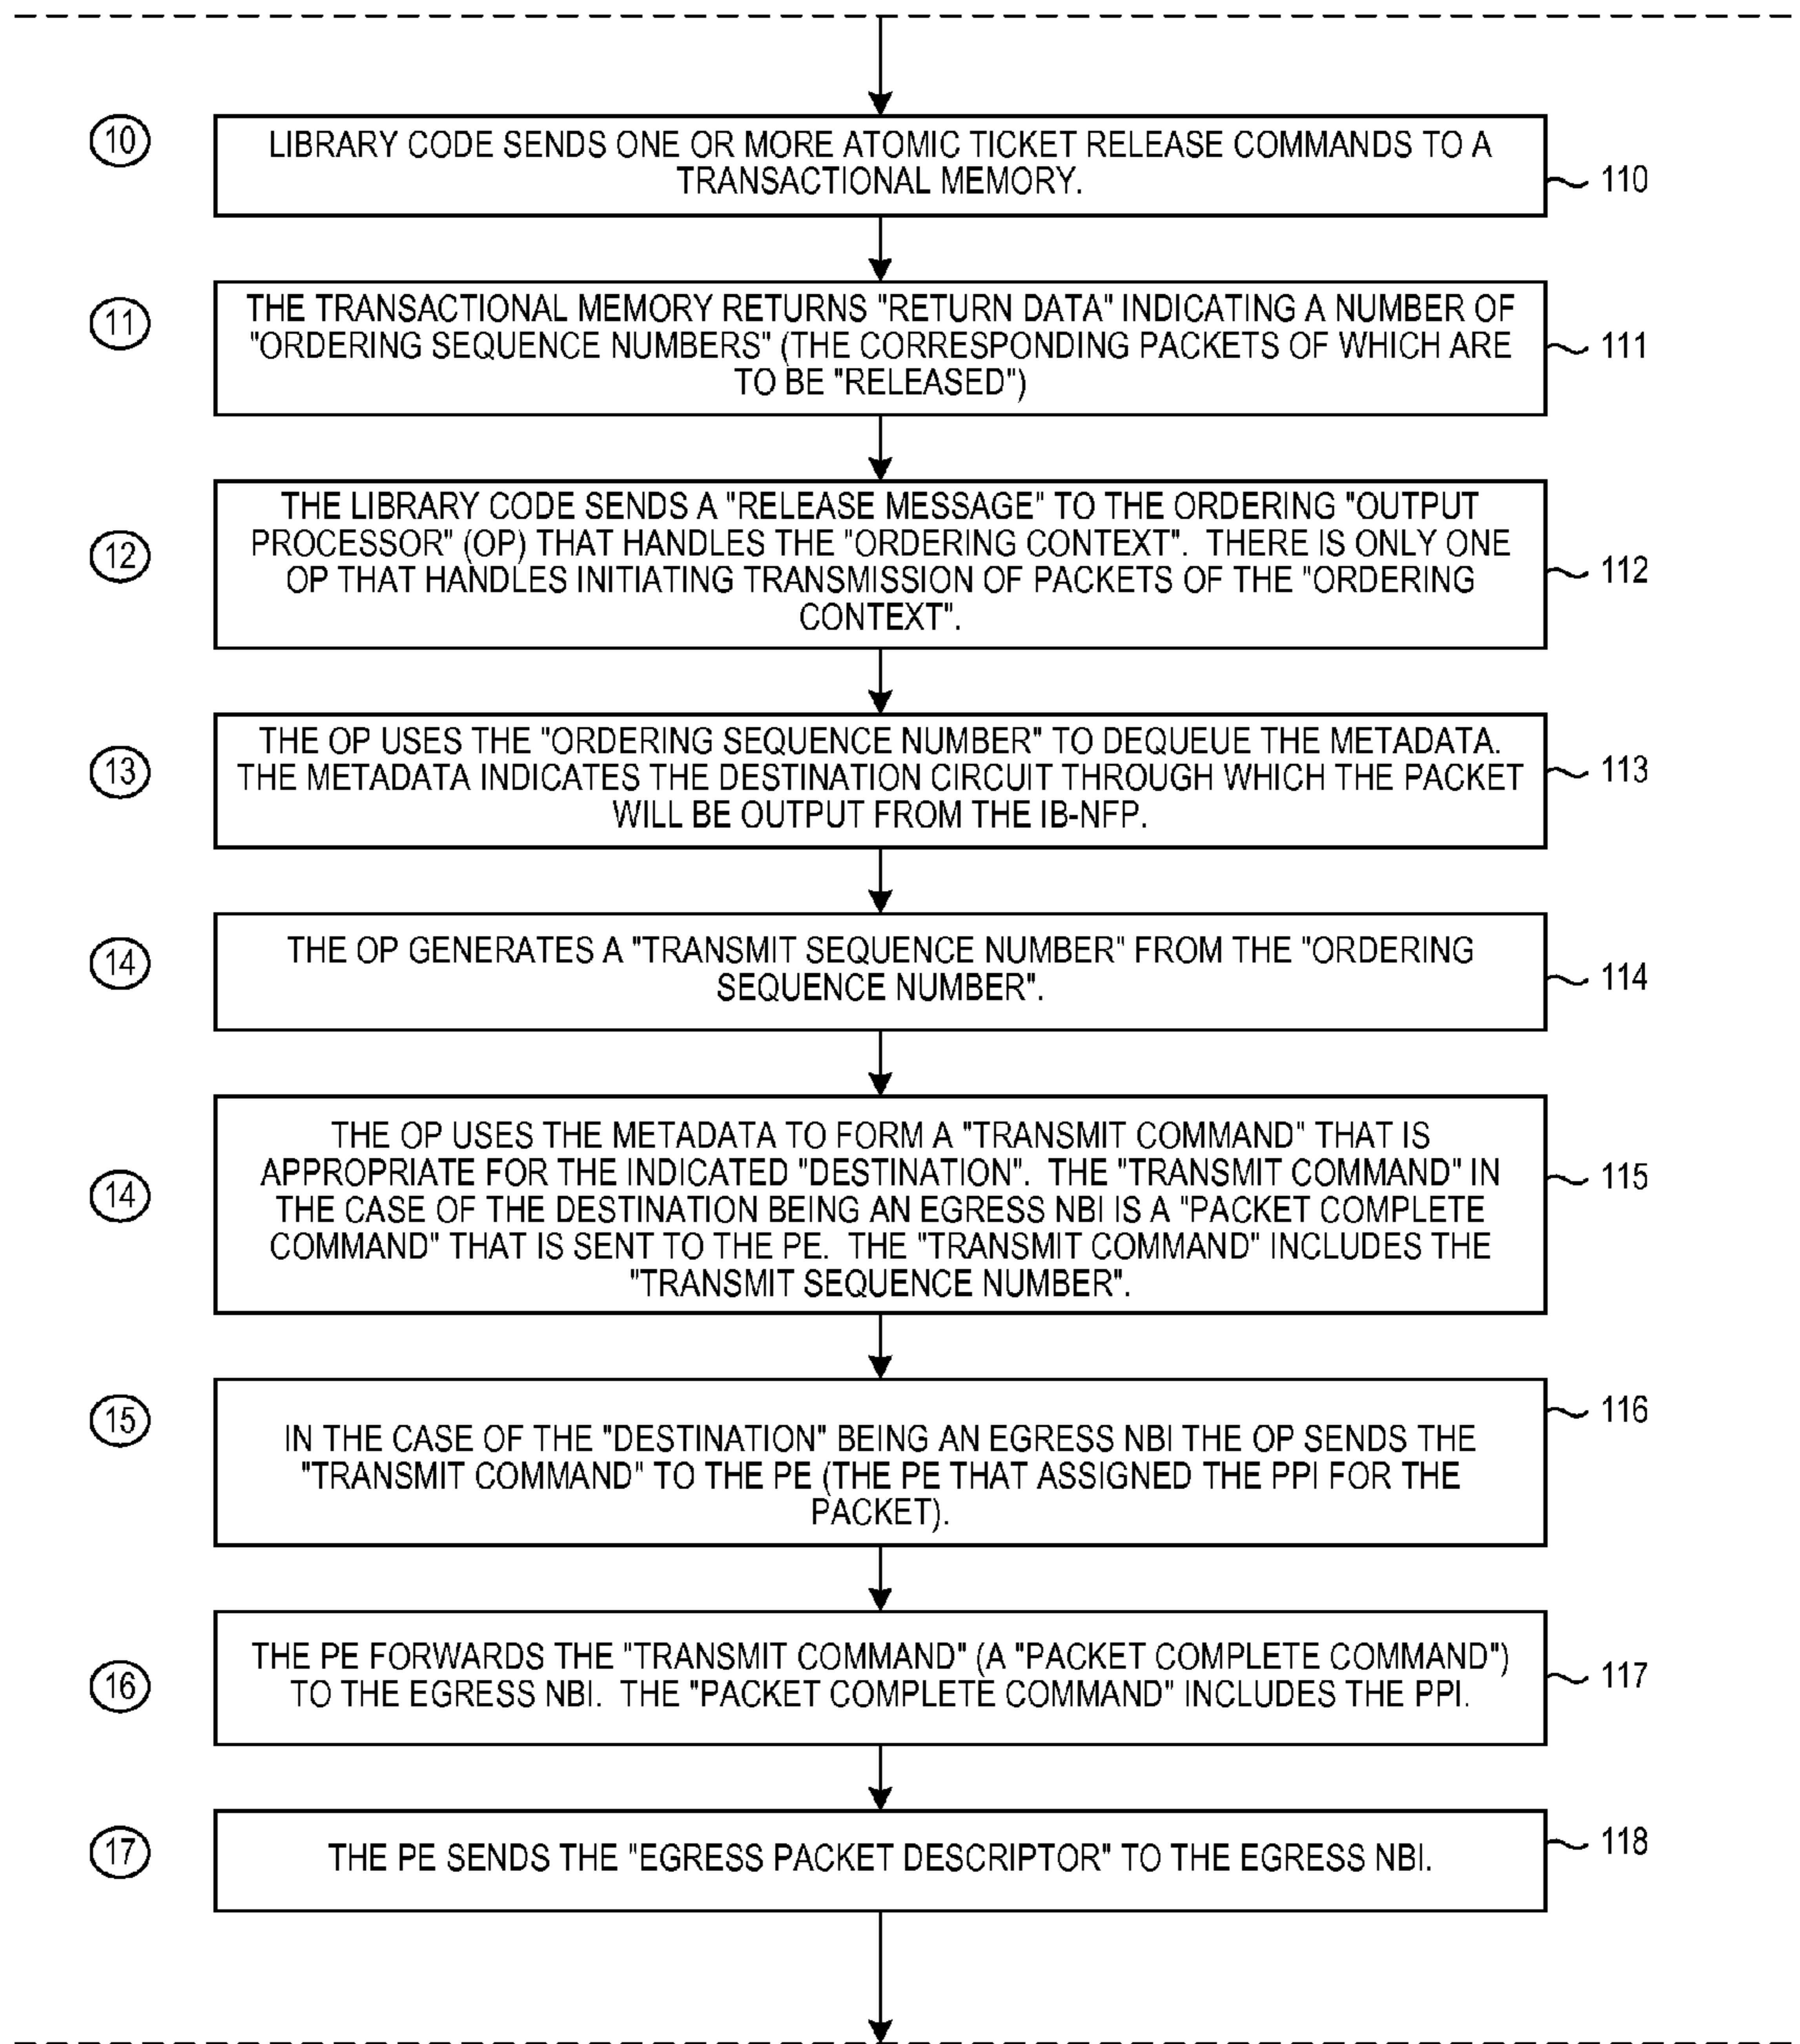 10
LIBRARY CODE SENDS ONE OR MORE ATOMIC TICKET RELEASE COMMANDS TO A
TRANSACTIONAL MEMORY.
110
11
THE TRANSACTIONAL MEMORY RETURNS "RETURN DATA" INDICATING A NUMBER OF
"ORDERING SEQUENCE NUMBERS" (THE CORRESPONDING PACKETS OF WHICH ARE
TO BE "RELEASED")
111
12
THE LIBRARY CODE SENDS A "RELEASE MESSAGE" TO THE ORDERING "OUTPUT
PROCESSOR" (OP) THAT HANDLES THE "ORDERING CONTEXT". THERE IS ONLY ONE
OP THAT HANDLES INITIATING TRANSMISSION OF PACKETS OF THE "ORDERING
CONTEXT".
112
13
THE OP USES THE "ORDERING SEQUENCE NUMBER" TO DEQUEUE THE METADATA.
THE METADATA INDICATES THE DESTINATION CIRCUIT THROUGH WHICH THE PACKET
WILL BE OUTPUT FROM THE IB-NFP.
113
14
THE OP GENERATES A "TRANSMIT SEQUENCE NUMBER" FROM THE "ORDERING
SEQUENCE NUMBER".
114
14
THE OP USES THE METADATA TO FORM A "TRANSMIT COMMAND" THAT IS
APPROPRIATE FOR THE INDICATED "DESTINATION". THE "TRANSMIT COMMAND" IN
THE CASE OF THE DESTINATION BEING AN EGRESS NBI IS A "PACKET COMPLETE
COMMAND" THAT IS SENT TO THE PE. THE "TRANSMIT COMMAND" INCLUDES THE
"TRANSMIT SEQUENCE NUMBER".
115
15
IN THE CASE OF THE "DESTINATION" BEING AN EGRESS NBI THE OP SENDS THE
"TRANSMIT COMMAND" TO THE PE (THE PE THAT ASSIGNED THE PPI FOR THE
PACKET).
116
16
THE PE FORWARDS THE "TRANSMIT COMMAND" (A "PACKET COMPLETE COMMAND")
TO THE EGRESS NBI. THE "PACKET COMPLETE COMMAND" INCLUDES THE PPI.
117
17
THE PE SENDS THE "EGRESS PACKET DESCRIPTOR" TO THE EGRESS NBI.
118